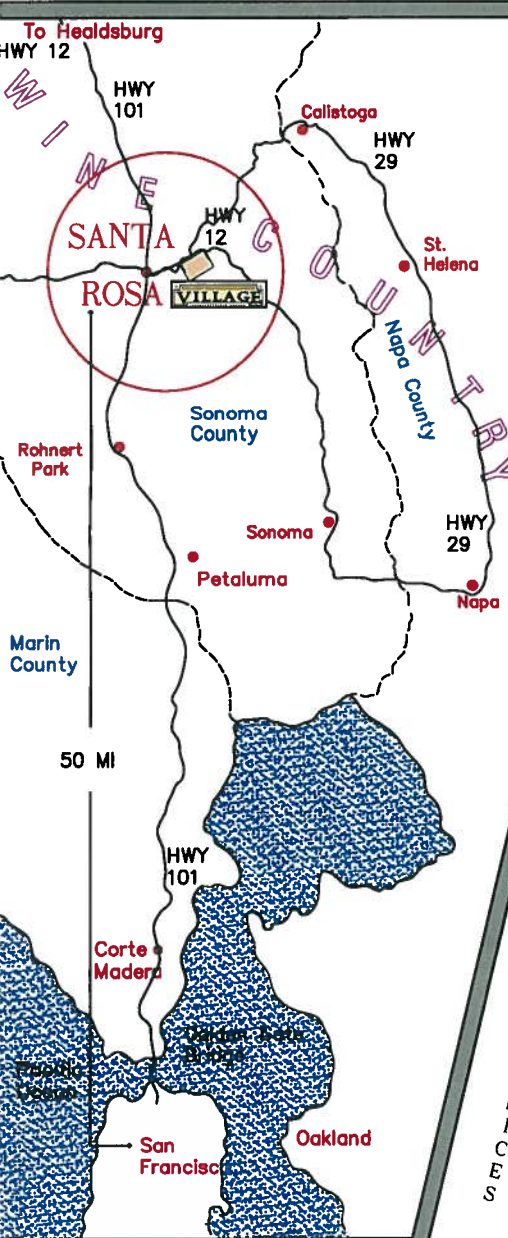 To Healdsburg
HWY 12
HWY
101
WINE COUNTRY
Calistoga
HWY
29
HWY
12
SANTA
ROSA
VILLAGE
St.
Helena
Napa County
Sonoma
County
Rohnert
Park
Sonoma
HWY
29
Petaluma
Napa
Marin
County
50 MI
HWY
101
Corte
Madera
Golden Gate
Bridge
Pacific
Ocean
San
Francisco
Oakland